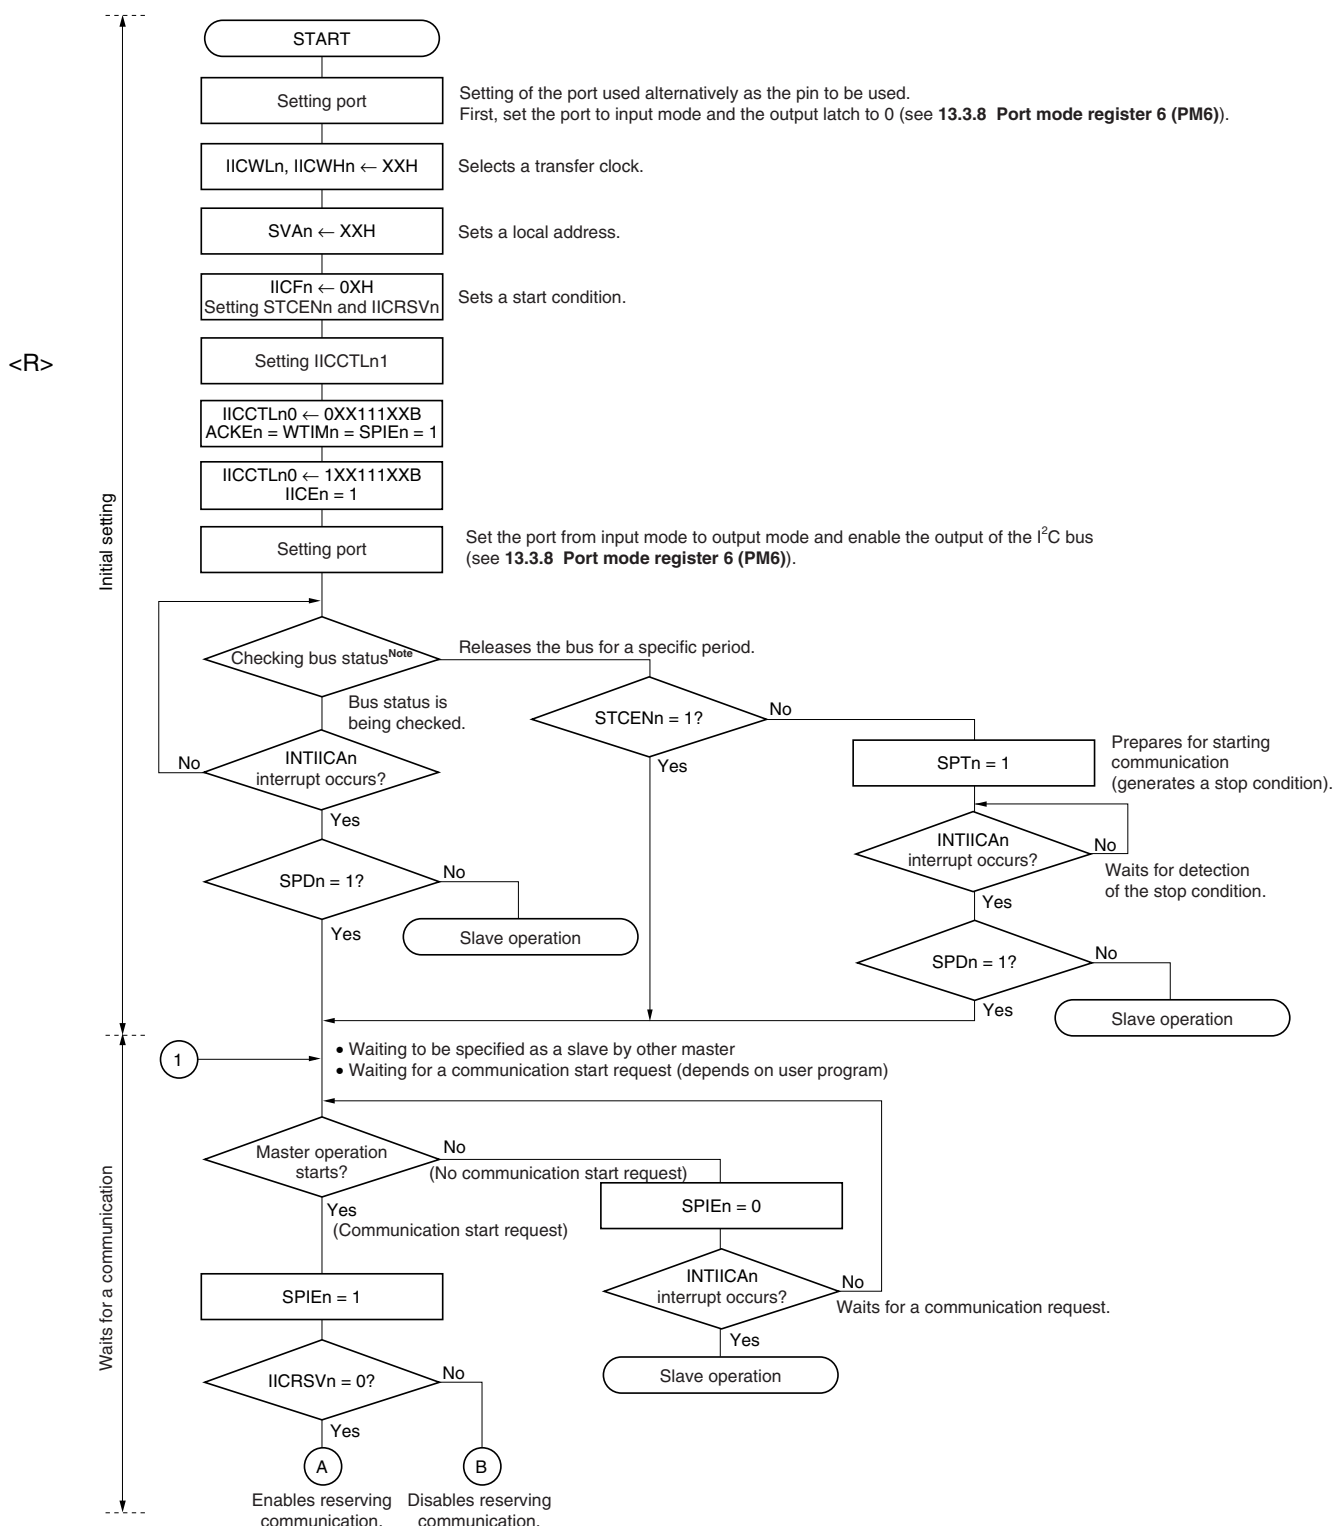 START
Setting port
Setting of the port used alternatively as the pin to be used.
First, set the port to input mode and the output latch to 0 (see 13.3.8 Port mode register 6 (PM6)).
IICWLn, IICWHn ← XXH
Selects a transfer clock.
SVAn ← XXH
Sets a local address.
IICFn ← 0XH
Setting STCENn and IICRSVn
Sets a start condition.
<R>
Setting IICCTLn1
IICCTLn0 ← 0XX111XXB
ACKEn = WTIMn = SPIEn = 1
IICCTLn0 ← 1XX111XXB
IICEn = 1
Initial setting
Setting port
Set the port from input mode to output mode and enable the output of the I²C bus
(see 13.3.8 Port mode register 6 (PM6)).
Checking bus statusNote
Releases the bus for a specific period.
Bus status is
being checked.
STCENn = 1?
No
Yes
SPTn = 1
Prepares for starting
communication
(generates a stop condition).
No
INTIICAn
interrupt occurs?
Yes
INTIICAn
interrupt occurs?
No
Waits for detection
of the stop condition.
Yes
SPDn = 1?
No
Slave operation
Yes
SPDn = 1?
No
Slave operation
Yes
1
• Waiting to be specified as a slave by other master
• Waiting for a communication start request (depends on user program)
Waits for a communication
Master operation
starts?
No
(No communication start request)
Yes
(Communication start request)
SPIEn = 0
INTIICAn
interrupt occurs?
No
Waits for a communication request.
Yes
Slave operation
SPIEn = 1
IICRSVn = 0?
No
Yes
A
B
Enables reserving
communication.
Disables reserving
communication.